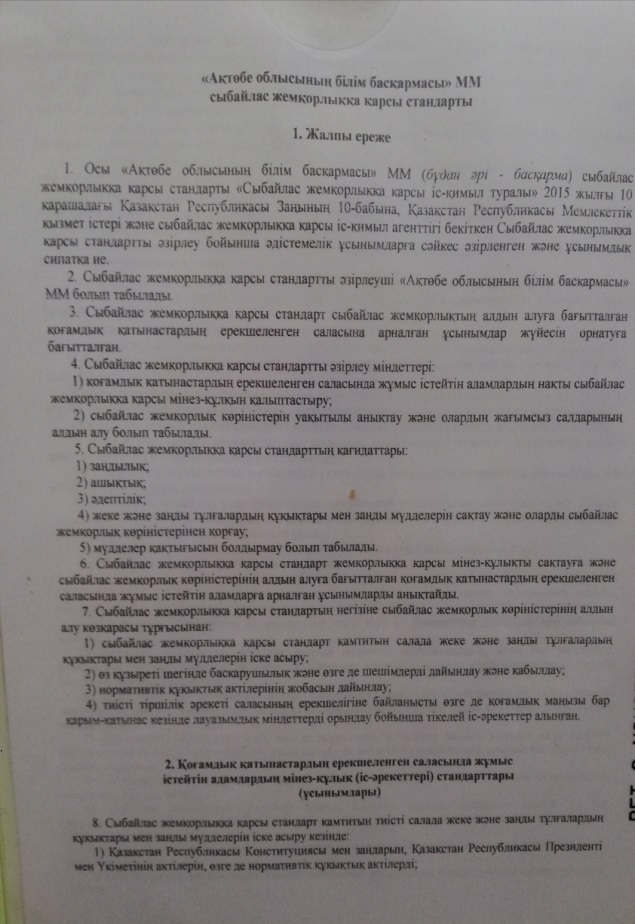 «Ақтөбе облысының білім басқармасы» ММ
сыбайлас жемқорлыққа қарсы стандарты
1. Жалпы ереже
1. Осы «Ақтөбе облысының білім басқармасы» ММ (бұдан әрі - басқарма) сыбайлас
жемқорлыққа қарсы стандарты «Сыбайлас жемқорлыққа қарсы іс-қимыл туралы» 2015 жылғы 10
қарашадағы Қазақстан Республикасы Заңының 10-бабына, Қазақстан Республикасы Мемлекеттік
қызмет істері және сыбайлас жемқорлыққа қарсы іс-қимыл агенттігі бекіткен Сыбайлас жемқорлыққа
қарсы стандартты әзірлеу бойынша әдістемелік ұсынымдарға сәйкес әзірленген және ұсынымдық
сипатқа ие.
2. Сыбайлас жемқорлыққа қарсы стандартты әзірлеуші «Ақтөбе облысының білім басқармасы»
ММ болып табылады.
3. Сыбайлас жемқорлыққа қарсы стандарт сыбайлас жемқорлықтың алдын алуға бағытталған
қоғамдық қатынастардың ерекшеленген саласына арналған ұсынымдар жүйесін орнатуға
бағытталған.
4. Сыбайлас жемқорлыққа қарсы стандартты әзірлеу міндеттері:
1) қоғамдық қатынастардың ерекшеленген саласында жұмыс істейтін адамдардың нақты сыбайлас
жемқорлыққа қарсы мінез-құлқын қалыптастыру;
2) сыбайлас жемқорлық көріністерін уақытылы анықтау және олардың жағымсыз салдарының
алдын алу болып табылады.
5. Сыбайлас жемқорлыққа қарсы стандарттың қағидаттары:
1) заңдылық;
2) ашықтық;
3) әдептілік;
4) жеке және заңды тұлғалардың құқықтары мен заңды мүдделерін сақтау және оларды сыбайлас
жемқорлық көріністерінен қорғау;
5) мүдделер қақтығысын болдырмау болып табылады.
6. Сыбайлас жемқорлыққа қарсы стандарт жемқорлыққа қарсы мінез-құлықты сақтауға және
сыбайлас жемқорлық көріністерінің алдын алуға бағытталған қоғамдық қатынастардың ерекшеленген
саласында жұмыс істейтін адамдарға арналған ұсынымдарды анықтайды.
7. Сыбайлас жемқорлыққа қарсы стандарттың негізіне сыбайлас жемқорлық көріністерінің алдын
алу көзқарасы тұрғысынан:
1) сыбайлас жемқорлыққа қарсы стандарт қамтитын салада жеке және заңды тұлғалардың
құқықтары мен заңды мүдделерін іске асыру;
2) өз құзыреті шегінде басқарушылық және өзге де шешімдерді дайындау және қабылдау;
3) нормативтік құқықтық актілерінің жобасын дайындау;
4) тиісті тіршілік әрекеті саласының ерекшелігіне байланысты өзге де қоғамдық маңызы бар
қарым-қатынас кезінде лауазымдық міндеттерді орындау бойынша тікелей іс-әрекеттер алынған.
2. Қоғамдық қатынастардың ерекшеленген саласында жұмыс
істейтін адамдардың мінез-құлық (іс-әрекеттері) стандарттары
(ұсынымдары)
8. Сыбайлас жемқорлыққа қарсы стандарт қамтитын тиісті салада жеке және заңды тұлғалардың
құқықтары мен заңды мүдделерін іске асыру кезінде:
1) Қазақстан Республикасы Конституциясы мен заңдарын, Қазақстан Республикасы Президенті
мен Үкіметінің актілерін, өзге де нормативтік құқықтық актілерді;